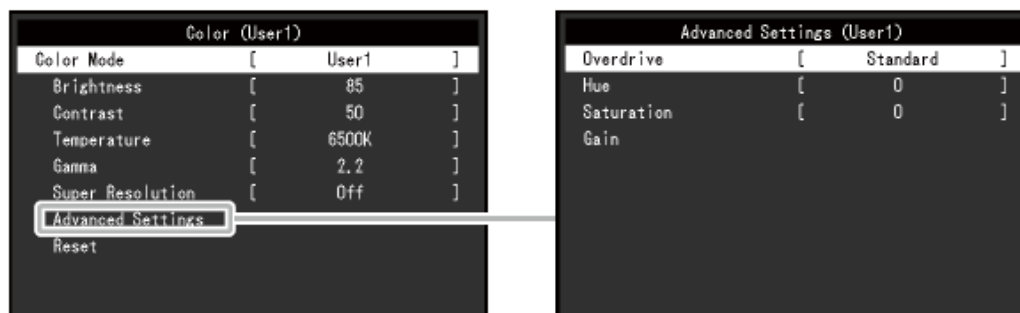 Color (User1)
Color Mode [ User1 ]
Brightness [ 85 ]
Contrast [ 50 ]
Temperature [ 6500K ]
Gamma [ 2.2 ]
Super Resolution [ Off ]
Advanced Settings
Reset
Advanced Settings (User1)
Overdrive [ Standard ]
Hue [ 0 ]
Saturation [ 0 ]
Gain